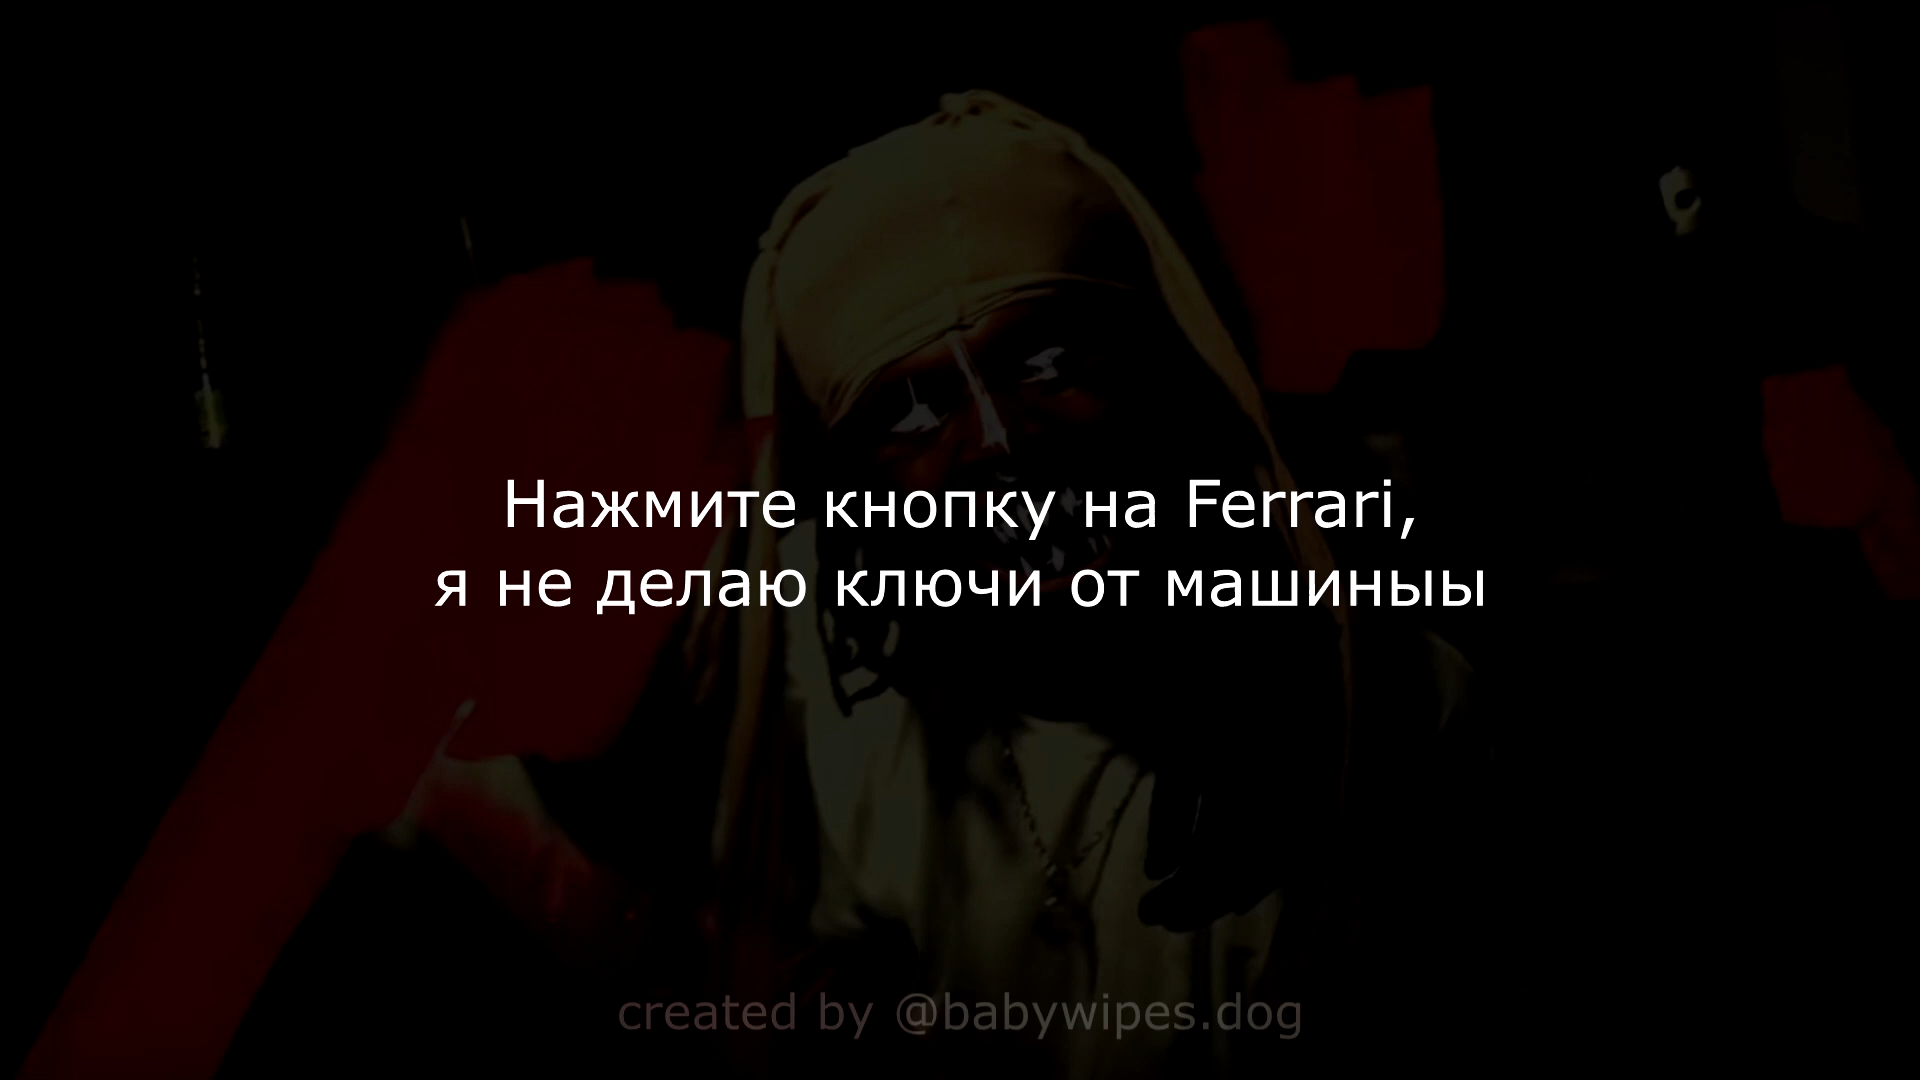 Нажмите кнопку на Ferrari,
я не делаю ключи от машиныы
created by @babywipes.dog